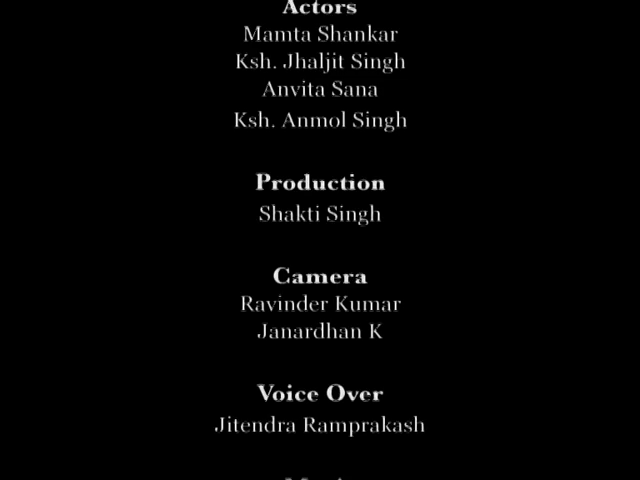 Actors
Mamta Shankar
Ksh. Jhaljit Singh
Anvita Sana
Ksh. Anmol Singh
Production
Shakti Singh
Camera
Ravinder Kumar
Janardhan K
Voice Over
Jitendra Ramprakash